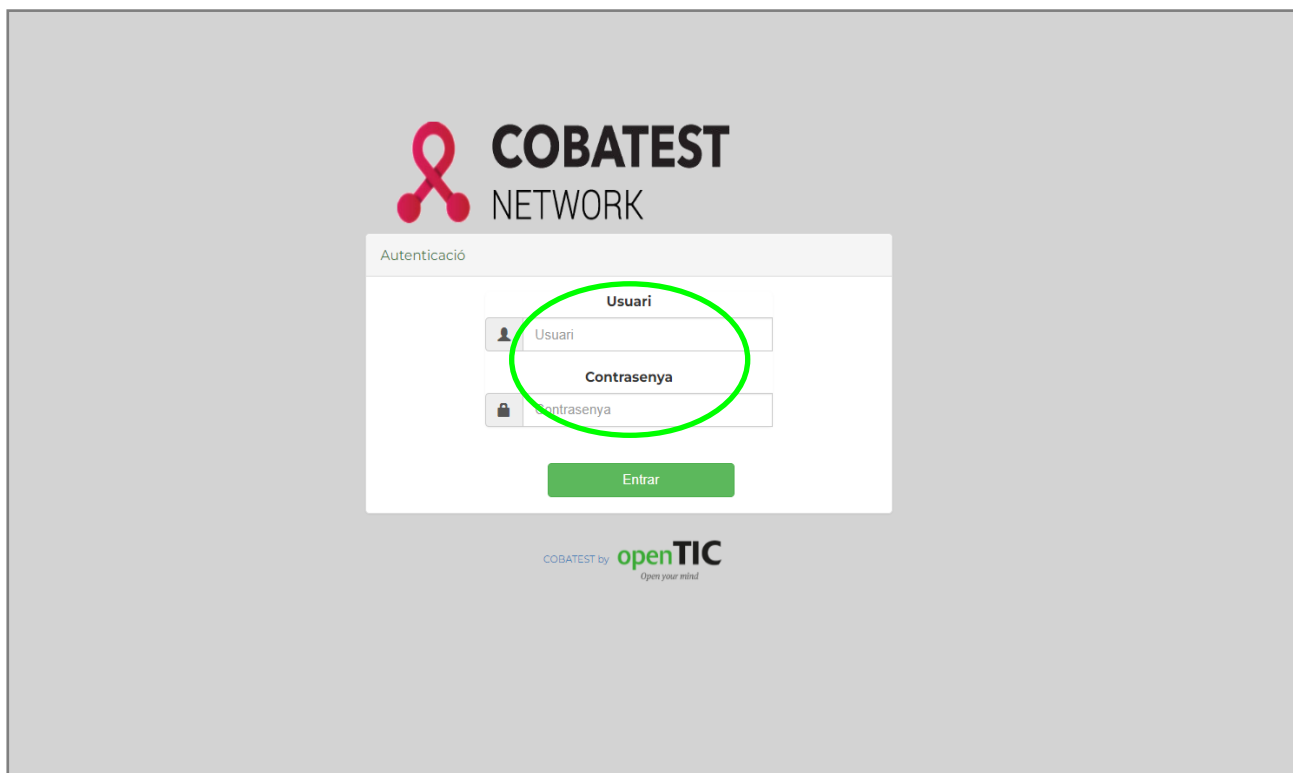 COBATEST
NETWORK
Autenticació
Usuari
Usuari
Contrasenya
Contrasenya
Entrar
COBATEST by openTIC
Open your mind